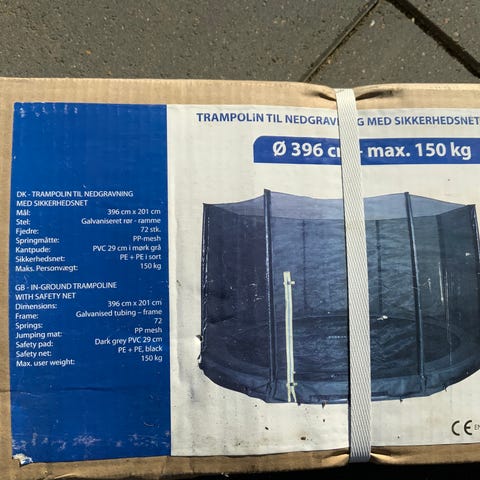 TRAMPOLIN TIL NEDGRAVNING MED SIKKERHEDSNET
Ø 396 cm - max. 150 kg
DK - TRAMPOLIN TIL NEDGRAVNING
MED SIKKERHEDSNET
Mål: 396 cm x 201 cm
Stel: Galvaniseret rør - ramme
Fjedre: 72 stk.
Springmåtte: PP-mesh
Kantpude: PVC 29 cm i mørk grå
Sikkerhedsnet: PE + PE i sort
Maks. Personvægt: 150 kg
GB - IN-GROUND TRAMPOLINE
WITH SAFETY NET
Dimensions: 396 cm x 201 cm
Frame: Galvanised tubing – frame
Springs: 72
Jumping mat: PP mesh
Safety pad: Dark grey PVC 29 cm
Safety net: PE + PE, black
Max. user weight: 150 kg
CE EN